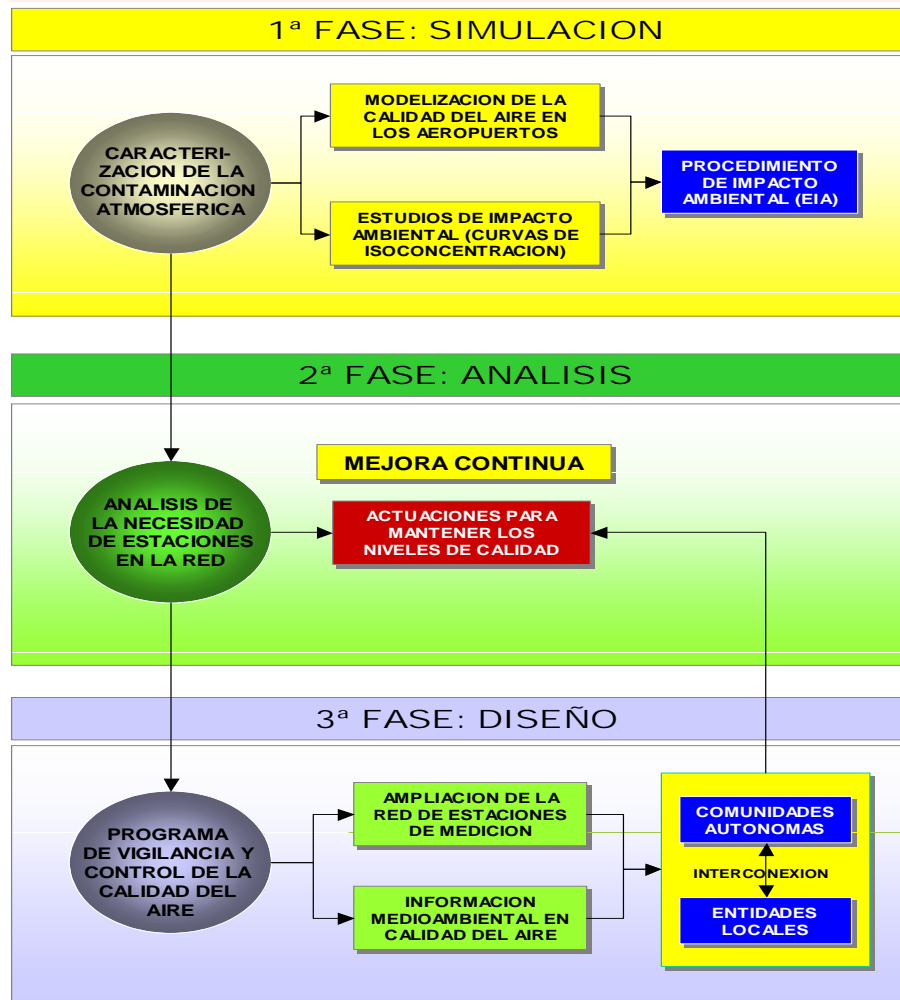 1ª FASE: SIMULACION
CARACTERI-
ZACION DE LA
CONTAMINACION
ATMOSFERICA
MODELIZACION DE LA
CALIDAD DEL AIRE EN
LOS AEROPUERTOS
ESTUDIOS DE IMPACTO
AMBIENTAL (CURVAS DE
ISOCONCENTRACION)
PROCEDIMIENTO
DE IMPACTO
AMBIENTAL (EIA)
2ª FASE: ANALISIS
ANALISIS DE
LA NECESIDAD
DE ESTACIONES
EN LA RED
MEJORA CONTINUA
ACTUACIONES PARA
MANTENER LOS
NIVELES DE CALIDAD
3ª FASE: DISEÑO
PROGRAMA
DE VIGILANCIA Y
CONTROL DE LA
CALIDAD DEL
AIRE
AMPLIACION DE LA
RED DE ESTACIONES
DE MEDICION
INFORMACION
MEDIOAMBIENTAL EN
CALIDAD DEL AIRE
COMUNIDADES
AUTONOMAS
INTERCONEXION
ENTIDADES
LOCALES